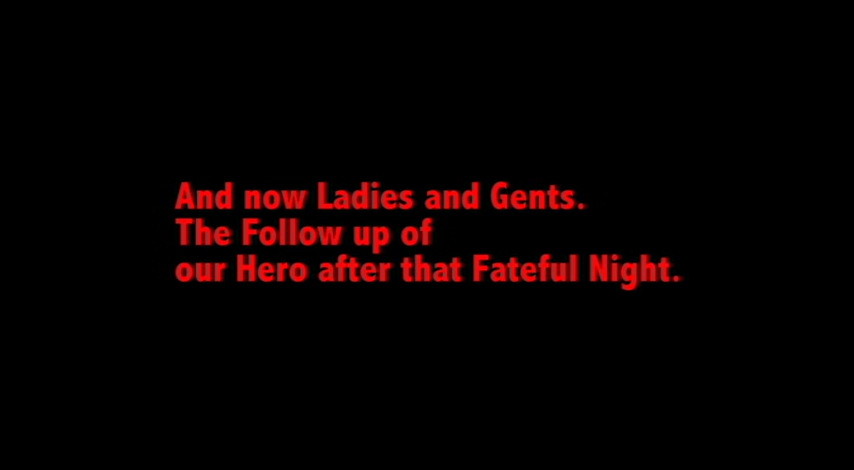 And now Ladies and Gents.
The Follow up of
our Hero after that Fateful Night.